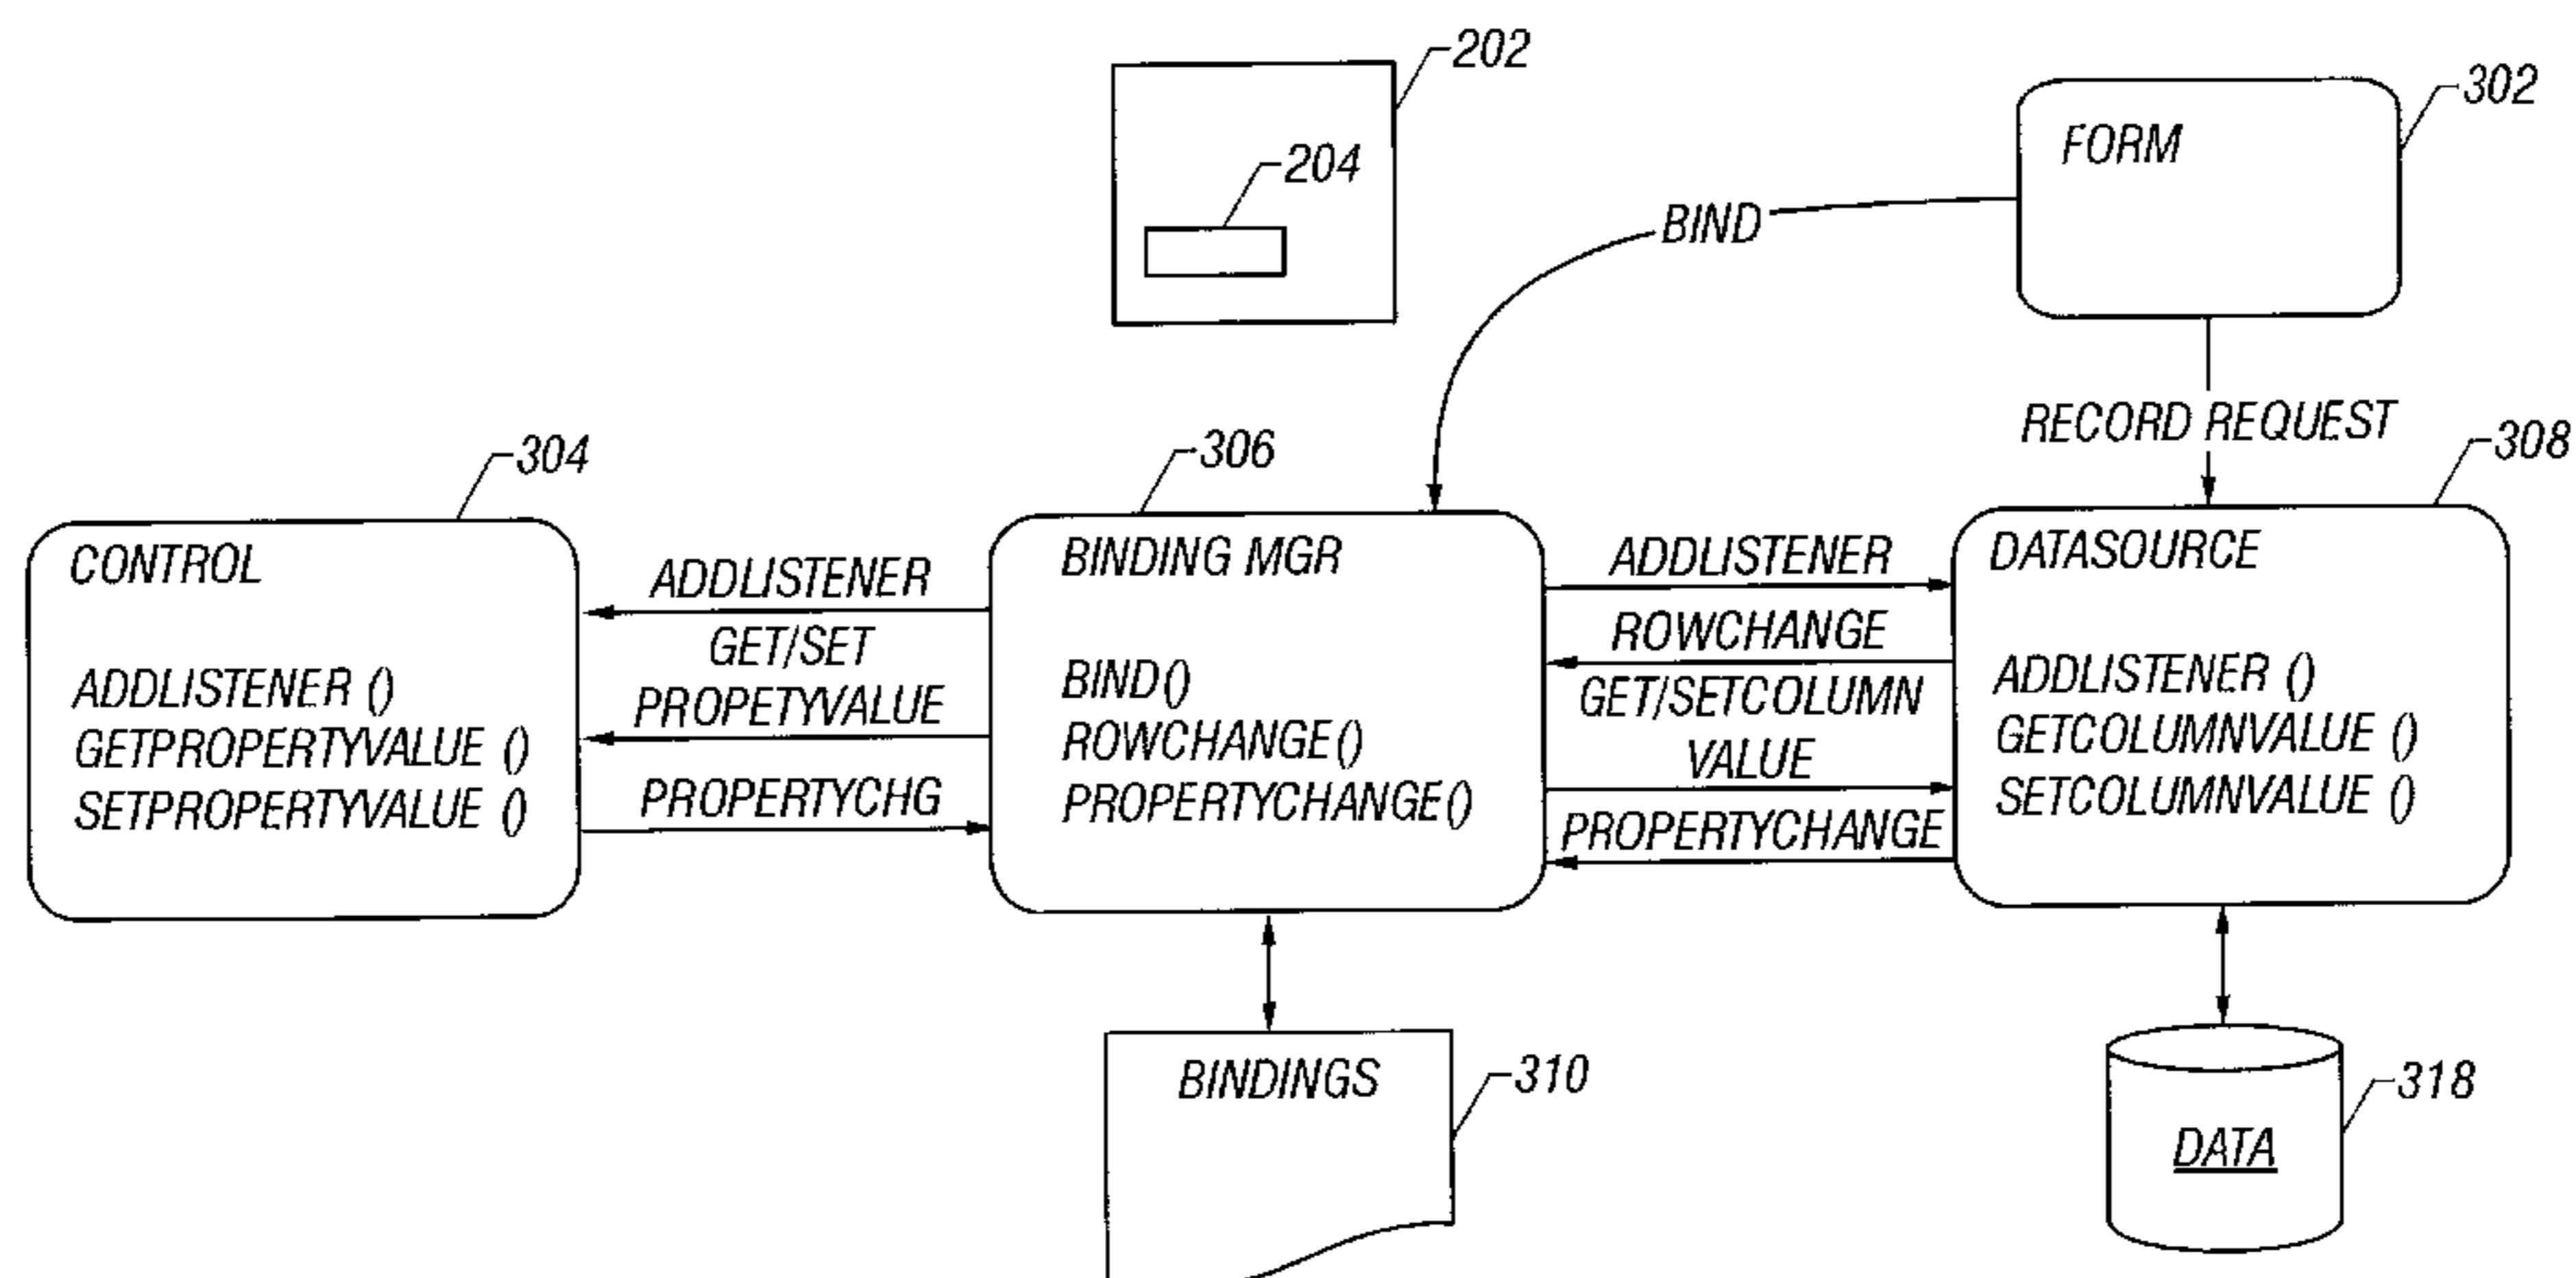 202
204
FORM
302
BIND
RECORD REQUEST
304
CONTROL
ADDLISTENER ()
GETPROPERTYVALUE ()
SETPROPERTYVALUE ()
ADDLISTENER
GET/SET
PROPETYVALUE
PROPERTYCHG
306
BINDING MGR
BIND()
ROWCHANGE()
PROPERTYCHANGE()
ADDLISTENER
ROWCHANGE
GET/SETCOLUMN
VALUE
PROPERTYCHANGE
308
DATASOURCE
ADDLISTENER ()
GETCOLUMNVALUE ()
SETCOLUMNVALUE ()
BINDINGS
310
DATA
318